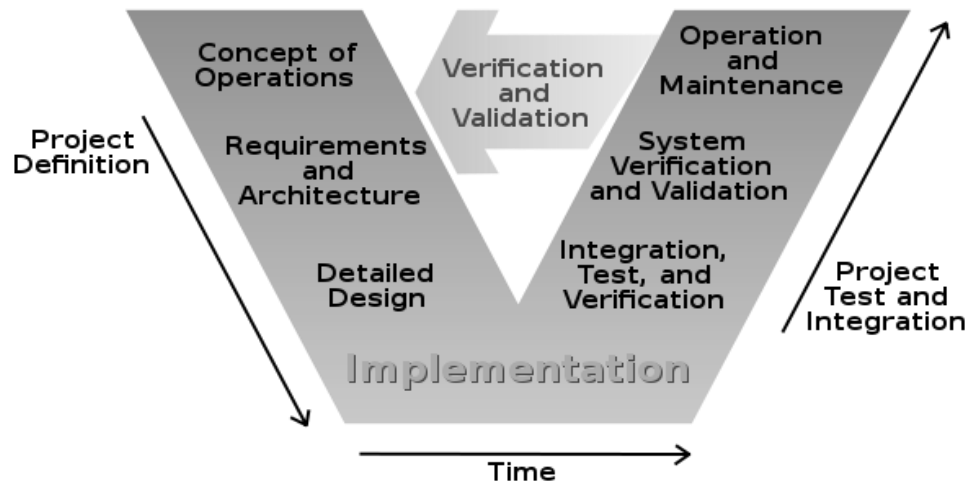 Concept of
Operations
Verification
and
Validation
Operation
and
Maintenance
Project
Definition
Requirements
and
Architecture
System
Verification
and Validation
Detailed
Design
Integration,
Test, and
Verification
Project
Test and
Integration
Implementation
Time